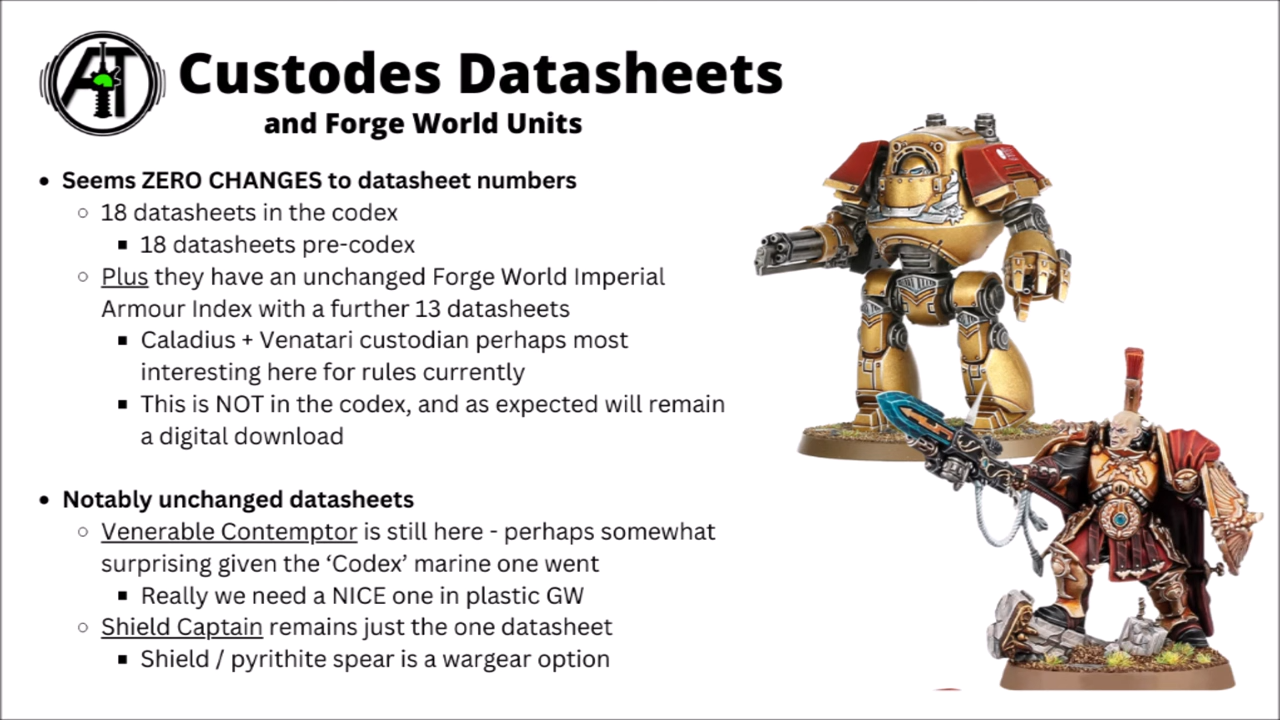 AT
Custodes Datasheets
and Forge World Units
• Seems ZERO CHANGES to datasheet numbers
○ 18 datasheets in the codex
▪ 18 datasheets pre-codex
○ Plus they have an unchanged Forge World Imperial
Armour Index with a further 13 datasheets
▪ Caladius + Venatari custodian perhaps most
interesting here for rules currently
▪ This is NOT in the codex, and as expected will remain
a digital download
• Notably unchanged datasheets
○ Venerable Contemptor is still here - perhaps somewhat
surprising given the ‘Codex’ marine one went
▪ Really we need a NICE one in plastic GW
○ Shield Captain remains just the one datasheet
▪ Shield / pyrithite spear is a wargear option